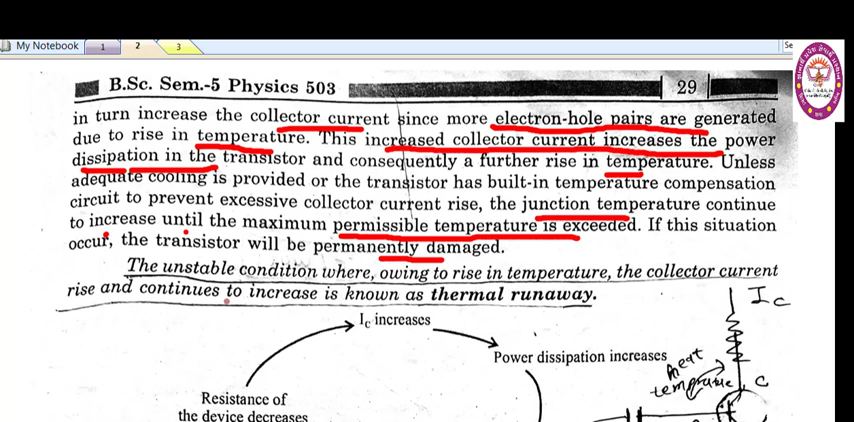 My Notebook 1 2 3 Se
B.Sc. Sem.-5 Physics 503 29
in turn increase the collector current since more electron-hole pairs are generated
due to rise in temperature. This increased collector current increases the power
dissipation in the transistor and consequently a further rise in temperature. Unless
adequate cooling is provided or the transistor has built-in temperature compensation
circuit to prevent excessive collector current rise, the junction temperature continue
to increase until the maximum permissible temperature is exceeded. If this situation
occur, the transistor will be permanently damaged.
The unstable condition where, owing to rise in temperature, the collector current
rise and continues to increase is known as thermal runaway.
I_C
I_C increases
Power dissipation increases
heat
C
Resistance of
the device decreases